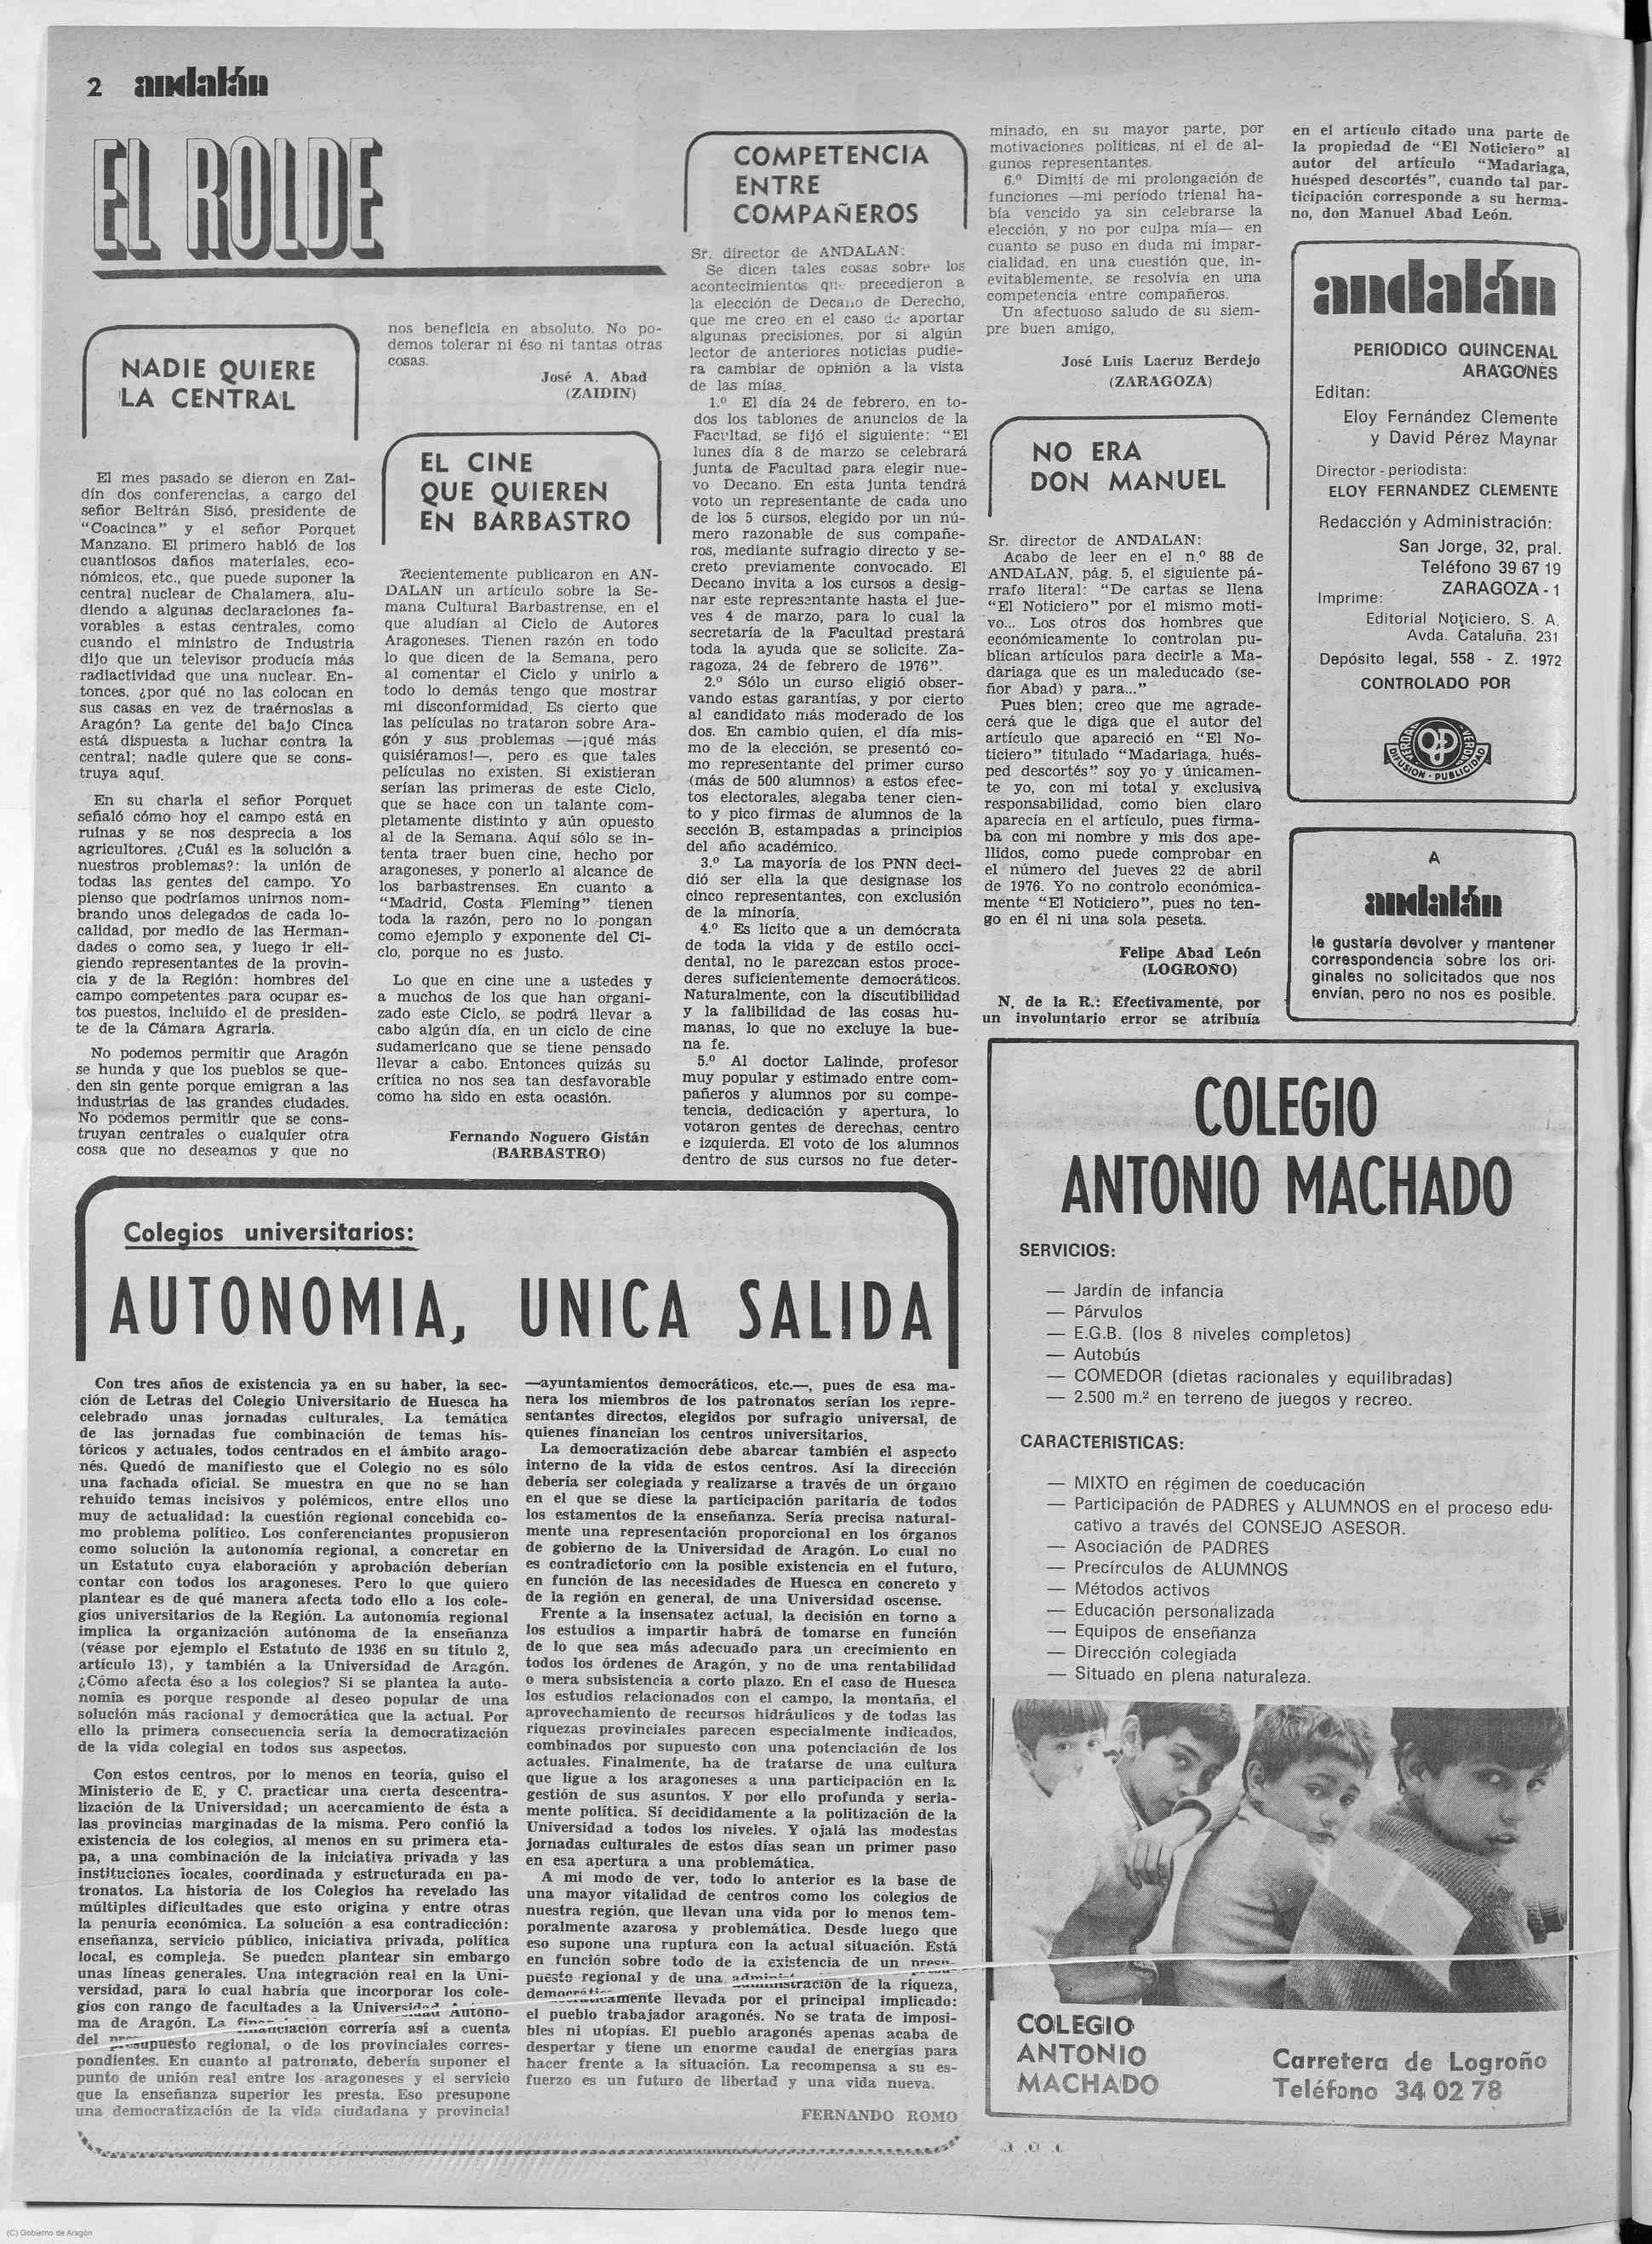 2 andalán
EL ROLDE
NADIE QUIERE
LA CENTRAL
El mes pasado se dieron en Zai-
dín dos conferencias, a cargo del
señor Beltrán Sisó, presidente de
"Coacinca" y el señor Porquet
Manzano. El primero habló de los
cuantiosos daños materiales, eco-
nómicos, etc., que puede suponer la
central nuclear de Chalamera, alu-
diendo a algunas declaraciones fa-
vorables a estas centrales, como
cuando el ministro de Industria
dijo que un televisor producía más
radiactividad que una nuclear. En-
tonces, ¿por qué no las colocan en
sus casas en vez de traérnoslas a
Aragón? La gente del bajo Cinca
está dispuesta a luchar contra la
central; nadie quiere que se cons-
truya aquí.
En su charla el señor Porquet
señaló cómo hoy el campo está en
ruinas y se nos desprecia a los
agricultores. ¿Cuál es la solución a
nuestros problemas?: la unión de
todas las gentes del campo. Yo
pienso que podríamos unirnos nom-
brando unos delegados de cada lo-
calidad, por medio de las Herman-
dades o como sea, y luego ir eli-
giendo representantes de la provin-
cia y de la Región: hombres del
campo competentes para ocupar es-
tos puestos, incluido el de presiden-
te de la Cámara Agraria.
No podemos permitir que Aragón
se hunda y que los pueblos se que-
den sin gente porque emigran a las
industrias de las grandes ciudades.
No podemos permitir que se cons-
truyan centrales o cualquier otra
cosa que no deseamos y que no
nos beneficia en absoluto. No po-
demos tolerar ni éso ni tantas otras
cosas.
José A. Abad
(ZAIDIN)
EL CINE
QUE QUIEREN
EN BARBASTRO
Recientemente publicaron en AN-
DALAN un artículo sobre la Se-
mana Cultural Barbastrense, en el
que aludían al Ciclo de Autores
Aragoneses. Tienen razón en todo
lo que dicen de la Semana, pero
al comentar el Ciclo y unirlo a
todo lo demás tengo que mostrar
mi disconformidad. Es cierto que
las películas no trataron sobre Ara-
gón y sus problemas —¡qué más
quisiéramos!—, pero es que tales
películas no existen. Si existieran
serían las primeras de este Ciclo,
que se hace con un talante com-
pletamente distinto y aún opuesto
al de la Semana. Aquí sólo se in-
tenta traer buen cine, hecho por
aragoneses, y ponerlo al alcance de
los barbastrenses. En cuanto a
"Madrid, Costa Fleming" tienen
toda la razón, pero no lo pongan
como ejemplo y exponente del Ci-
clo, porque no es justo.
Lo que en cine une a ustedes y
a muchos de los que han organi-
zado este Ciclo, se podrá llevar a
cabo algún día, en un ciclo de cine
sudamericano que se tiene pensado
llevar a cabo. Entonces quizás su
crítica no nos sea tan desfavorable
como ha sido en esta ocasión.
Fernando Noguero Gistán
(BARBASTRO)
COMPETENCIA
ENTRE
COMPAÑEROS
Sr. director de ANDALAN:
Se dicen tales cosas sobre los
acontecimientos que precedieron a
la elección de Decano de Derecho,
que me creo en el caso de aportar
algunas precisiones, por si algún
lector de anteriores noticias pudie-
ra cambiar de opinión a la vista
de las mías.
1.º El día 24 de febrero, en to-
dos los tablones de anuncios de la
Facultad, se fijó el siguiente: "El
lunes día 8 de marzo se celebrará
junta de Facultad para elegir nue-
vo Decano. En esta junta tendrá
voto un representante de cada uno
de los 5 cursos, elegido por un nú-
mero razonable de sus compañe-
ros, mediante sufragio directo y se-
creto previamente convocado. El
Decano invita a los cursos a desig-
nar este representante hasta el jue-
ves 4 de marzo, para lo cual la
secretaría de la Facultad prestará
toda la ayuda que se solicite. Za-
ragoza, 24 de febrero de 1976".
2.º Sólo un curso eligió obser-
vando estas garantías, y por cierto
al candidato más moderado de los
dos. En cambio quien, el día mis-
mo de la elección, se presentó co-
mo representante del primer curso
(más de 500 alumnos) a estos efec-
tos electorales, alegaba tener cien-
to y pico firmas de alumnos de la
sección B, estampadas a principios
del año académico.
3.º La mayoría de los PNN deci-
dió ser ella la que designase los
cinco representantes, con exclusión
de la minoría.
4.º Es lícito que a un demócrata
de toda la vida y de estilo occi-
dental, no le parezcan estos proce-
deres suficientemente democráticos.
Naturalmente, con la discutibilidad
y la falibilidad de las cosas hu-
manas, lo que no excluye la bue-
na fe.
5.º Al doctor Lalinde, profesor
muy popular y estimado entre com-
pañeros y alumnos por su compe-
tencia, dedicación y apertura, lo
votaron gentes de derechas, centro
e izquierda. El voto de los alumnos
dentro de sus cursos no fue deter-
minado, en su mayor parte, por
motivaciones políticas, ni el de al-
gunos representantes.
6.º Dimití de mi prolongación de
funciones —mi período trienal ha-
bía vencido ya sin celebrarse la
elección, y no por culpa mía— en
cuanto se puso en duda mi impar-
cialidad, en una cuestión que, in-
evitablemente, se resolvía en una
competencia entre compañeros.
Un afectuoso saludo de su siem-
pre buen amigo,
José Luis Lacruz Berdejo
(ZARAGOZA)
NO ERA
DON MANUEL
Sr. director de ANDALAN:
Acabo de leer en el n.º 88 de
ANDALAN, pág. 5, el siguiente pá-
rrafo literal: "De cartas se llena
"El Noticiero" por el mismo moti-
vo... Los otros dos hombres que
económicamente lo controlan pu-
blican artículos para decirle a Ma-
dariaga que es un maleducado (se-
ñor Abad) y para..."
Pues bien; creo que me agrade-
cerá que le diga que el autor del
artículo que apareció en "El No-
ticiero" titulado "Madariaga, hués-
ped descortés" soy yo y únicamen-
te yo, con mi total y exclusiva
responsabilidad, como bien claro
aparecía en el artículo, pues firma-
ba con mi nombre y mis dos ape-
llidos, como puede comprobar en
el número del jueves 22 de abril
de 1976. Yo no controlo económica-
mente "El Noticiero", pues no ten-
go en él ni una sola peseta.
Felipe Abad León
(LOGROÑO)
N. de la R.: Efectivamente, por
un involuntario error se atribuía
en el artículo citado una parte de
la propiedad de "El Noticiero" al
autor del artículo "Madariaga,
huésped descortés", cuando tal par-
ticipación corresponde a su herma-
no, don Manuel Abad León.
andalán
PERIODICO QUINCENAL
ARAGONÉS
Editan:
Eloy Fernández Clemente
y David Pérez Maynar
Director - periodista:
ELOY FERNANDEZ CLEMENTE
Redacción y Administración:
San Jorge, 32, pral.
Teléfono 39 67 19
ZARAGOZA - 1
Imprime:
Editorial Noticiero, S. A.
Avda. Cataluña, 231
Depósito legal, 558 - Z. 1972
CONTROLADO POR
OJD
DIFUSION - PUBLICIDAD
A
andalán
le gustaría devolver y mantener
correspondencia sobre los ori-
ginales no solicitados que nos
envían, pero no nos es posible.
Colegios universitarios:
AUTONOMIA, UNICA SALIDA
Con tres años de existencia ya en su haber, la sec-
ción de Letras del Colegio Universitario de Huesca ha
celebrado unas jornadas culturales. La temática
de las jornadas fue combinación de temas his-
tóricos y actuales, todos centrados en el ámbito arago-
nés. Quedó de manifiesto que el Colegio no es sólo
una fachada oficial. Se muestra en que no se han
rehuído temas incisivos y polémicos, entre ellos uno
muy de actualidad: la cuestión regional concebida co-
mo problema político. Los conferenciantes propusieron
como solución la autonomía regional, a concretar en
un Estatuto cuya elaboración y aprobación deberían
contar con todos los aragoneses. Pero lo que quiero
plantear es de qué manera afecta todo ello a los cole-
gios universitarios de la Región. La autonomía regional
implica la organización autónoma de la enseñanza
(véase por ejemplo el Estatuto de 1936 en su título 2,
artículo 13), y también a la Universidad de Aragón.
¿Cómo afecta éso a los colegios? Si se plantea la auto-
nomía es porque responde al deseo popular de una
solución más racional y democrática que la actual. Por
ello la primera consecuencia sería la democratización
de la vida colegial en todos sus aspectos.
Con estos centros, por lo menos en teoría, quiso el
Ministerio de E. y C. practicar una cierta descentra-
lización de la Universidad; un acercamiento de ésta a
las provincias marginadas de la misma. Pero confió la
existencia de los colegios, al menos en su primera eta-
pa, a una combinación de la iniciativa privada y las
instituciones locales, coordinada y estructurada en pa-
tronatos. La historia de los Colegios ha revelado las
múltiples dificultades que esto origina y entre otras
la penuria económica. La solución a esa contradicción:
enseñanza, servicio público, iniciativa privada, política
local, es compleja. Se pueden plantear sin embargo
unas líneas generales. Una integración real en la Uni-
versidad, para lo cual habría que incorporar los cole-
gios con rango de facultades a la Universidad Autóno-
ma de Aragón. La financiación correría así a cuenta
del presupuesto regional, o de los provinciales corres-
pondientes. En cuanto al patronato, debería suponer el
punto de unión real entre los aragoneses y el servicio
que la enseñanza superior les presta. Eso presupone
una democratización de la vida ciudadana y provincial
—ayuntamientos democráticos, etc.—, pues de esa ma-
nera los miembros de los patronatos serían los repre-
sentantes directos, elegidos por sufragio universal, de
quienes financian los centros universitarios.
La democratización debe abarcar también el aspecto
interno de la vida de estos centros. Así la dirección
debería ser colegiada y realizarse a través de un órgano
en el que se diese la participación paritaria de todos
los estamentos de la enseñanza. Sería precisa natural-
mente una representación proporcional en los órganos
de gobierno de la Universidad de Aragón. Lo cual no
es contradictorio con la posible existencia en el futuro,
en función de las necesidades de Huesca en concreto y
de la región en general, de una Universidad oscense.
Frente a la insensatez actual, la decisión en torno a
los estudios a impartir habrá de tomarse en función
de lo que sea más adecuado para un crecimiento en
todos los órdenes de Aragón, y no de una rentabilidad
o mera subsistencia a corto plazo. En el caso de Huesca
los estudios relacionados con el campo, la montaña, el
aprovechamiento de recursos hidráulicos y de todas las
riquezas provinciales parecen especialmente indicados,
combinados por supuesto con una potenciación de los
actuales. Finalmente, ha de tratarse de una cultura
que ligue a los aragoneses a una participación en la
gestión de sus asuntos. Y por ello profunda y seria-
mente política. Sí decididamente a la politización de la
Universidad a todos los niveles. Y ojalá las modestas
jornadas culturales de estos días sean un primer paso
en esa apertura a una problemática.
A mi modo de ver, todo lo anterior es la base de
una mayor vitalidad de centros como los colegios de
nuestra región, que llevan una vida por lo menos tem-
poralmente azarosa y problemática. Desde luego que
eso supone una ruptura con la actual situación. Está
en función sobre todo de la existencia de un presu-
puesto regional y de una administración de la riqueza,
democráticamente llevada por el principal implicado:
el pueblo trabajador aragonés. No se trata de imposi-
bles ni utopías. El pueblo aragonés apenas acaba de
despertar y tiene un enorme caudal de energías para
hacer frente a la situación. La recompensa a su es-
fuerzo es un futuro de libertad y una vida nueva.
FERNANDO ROMO
COLEGIO
ANTONIO MACHADO
SERVICIOS:
— Jardín de infancia
— Párvulos
— E.G.B. (los 8 niveles completos)
— Autobús
— COMEDOR (dietas racionales y equilibradas)
— 2.500 m.² en terreno de juegos y recreo.
CARACTERISTICAS:
— MIXTO en régimen de coeducación
— Participación de PADRES y ALUMNOS en el proceso edu-
cativo a través del CONSEJO ASESOR.
— Asociación de PADRES
— Precírculos de ALUMNOS
— Métodos activos
— Educación personalizada
— Equipos de enseñanza
— Dirección colegiada
— Situado en plena naturaleza.
COLEGIO
ANTONIO
MACHADO
Carretera de Logroño
Teléfono 34 02 78
(C) Gobierno de Aragón